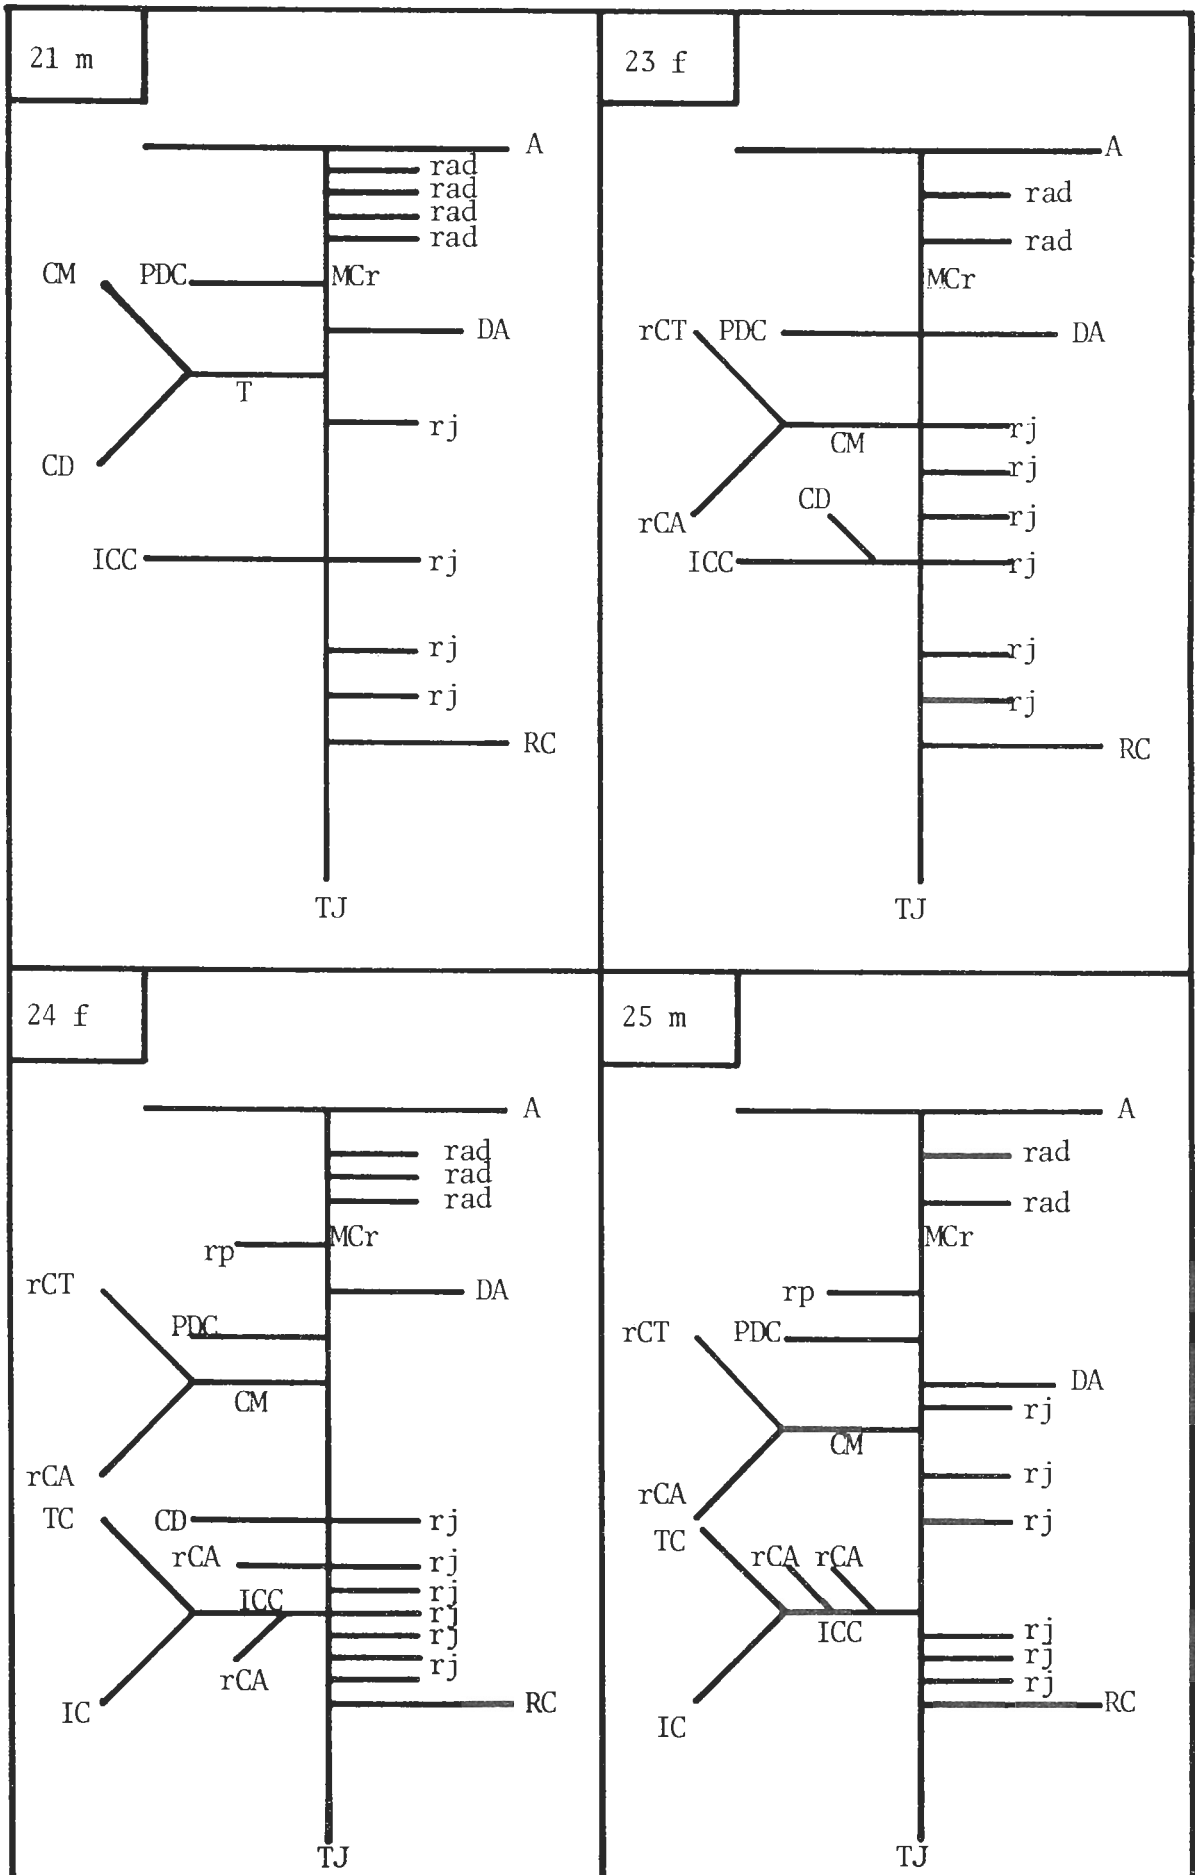 21 m
A
rad
rad
rad
rad
CM PDC MCr
DA
T
rj
CD
ICC rj
rj
rj
RC
TJ
23 f
A
rad
rad
MCr
rCT PDC DA
rj
CM
rj
CD
rj
rCA
ICC rj
rj
rj
RC
TJ
24 f
A
rad
rad
rad
MCr
rp
rCT DA
PDC
CM
rCA
TC CD rj
rCA rj
rj
ICC rj
rj
rj
rCA
IC RC
TJ
25 m
A
rad
rad
MCr
rp
rCT PDC
DA
rj
CM
rj
rCA
rj
TC
rCA rCA
ICC rj
rj
rj
RC
IC
TJ